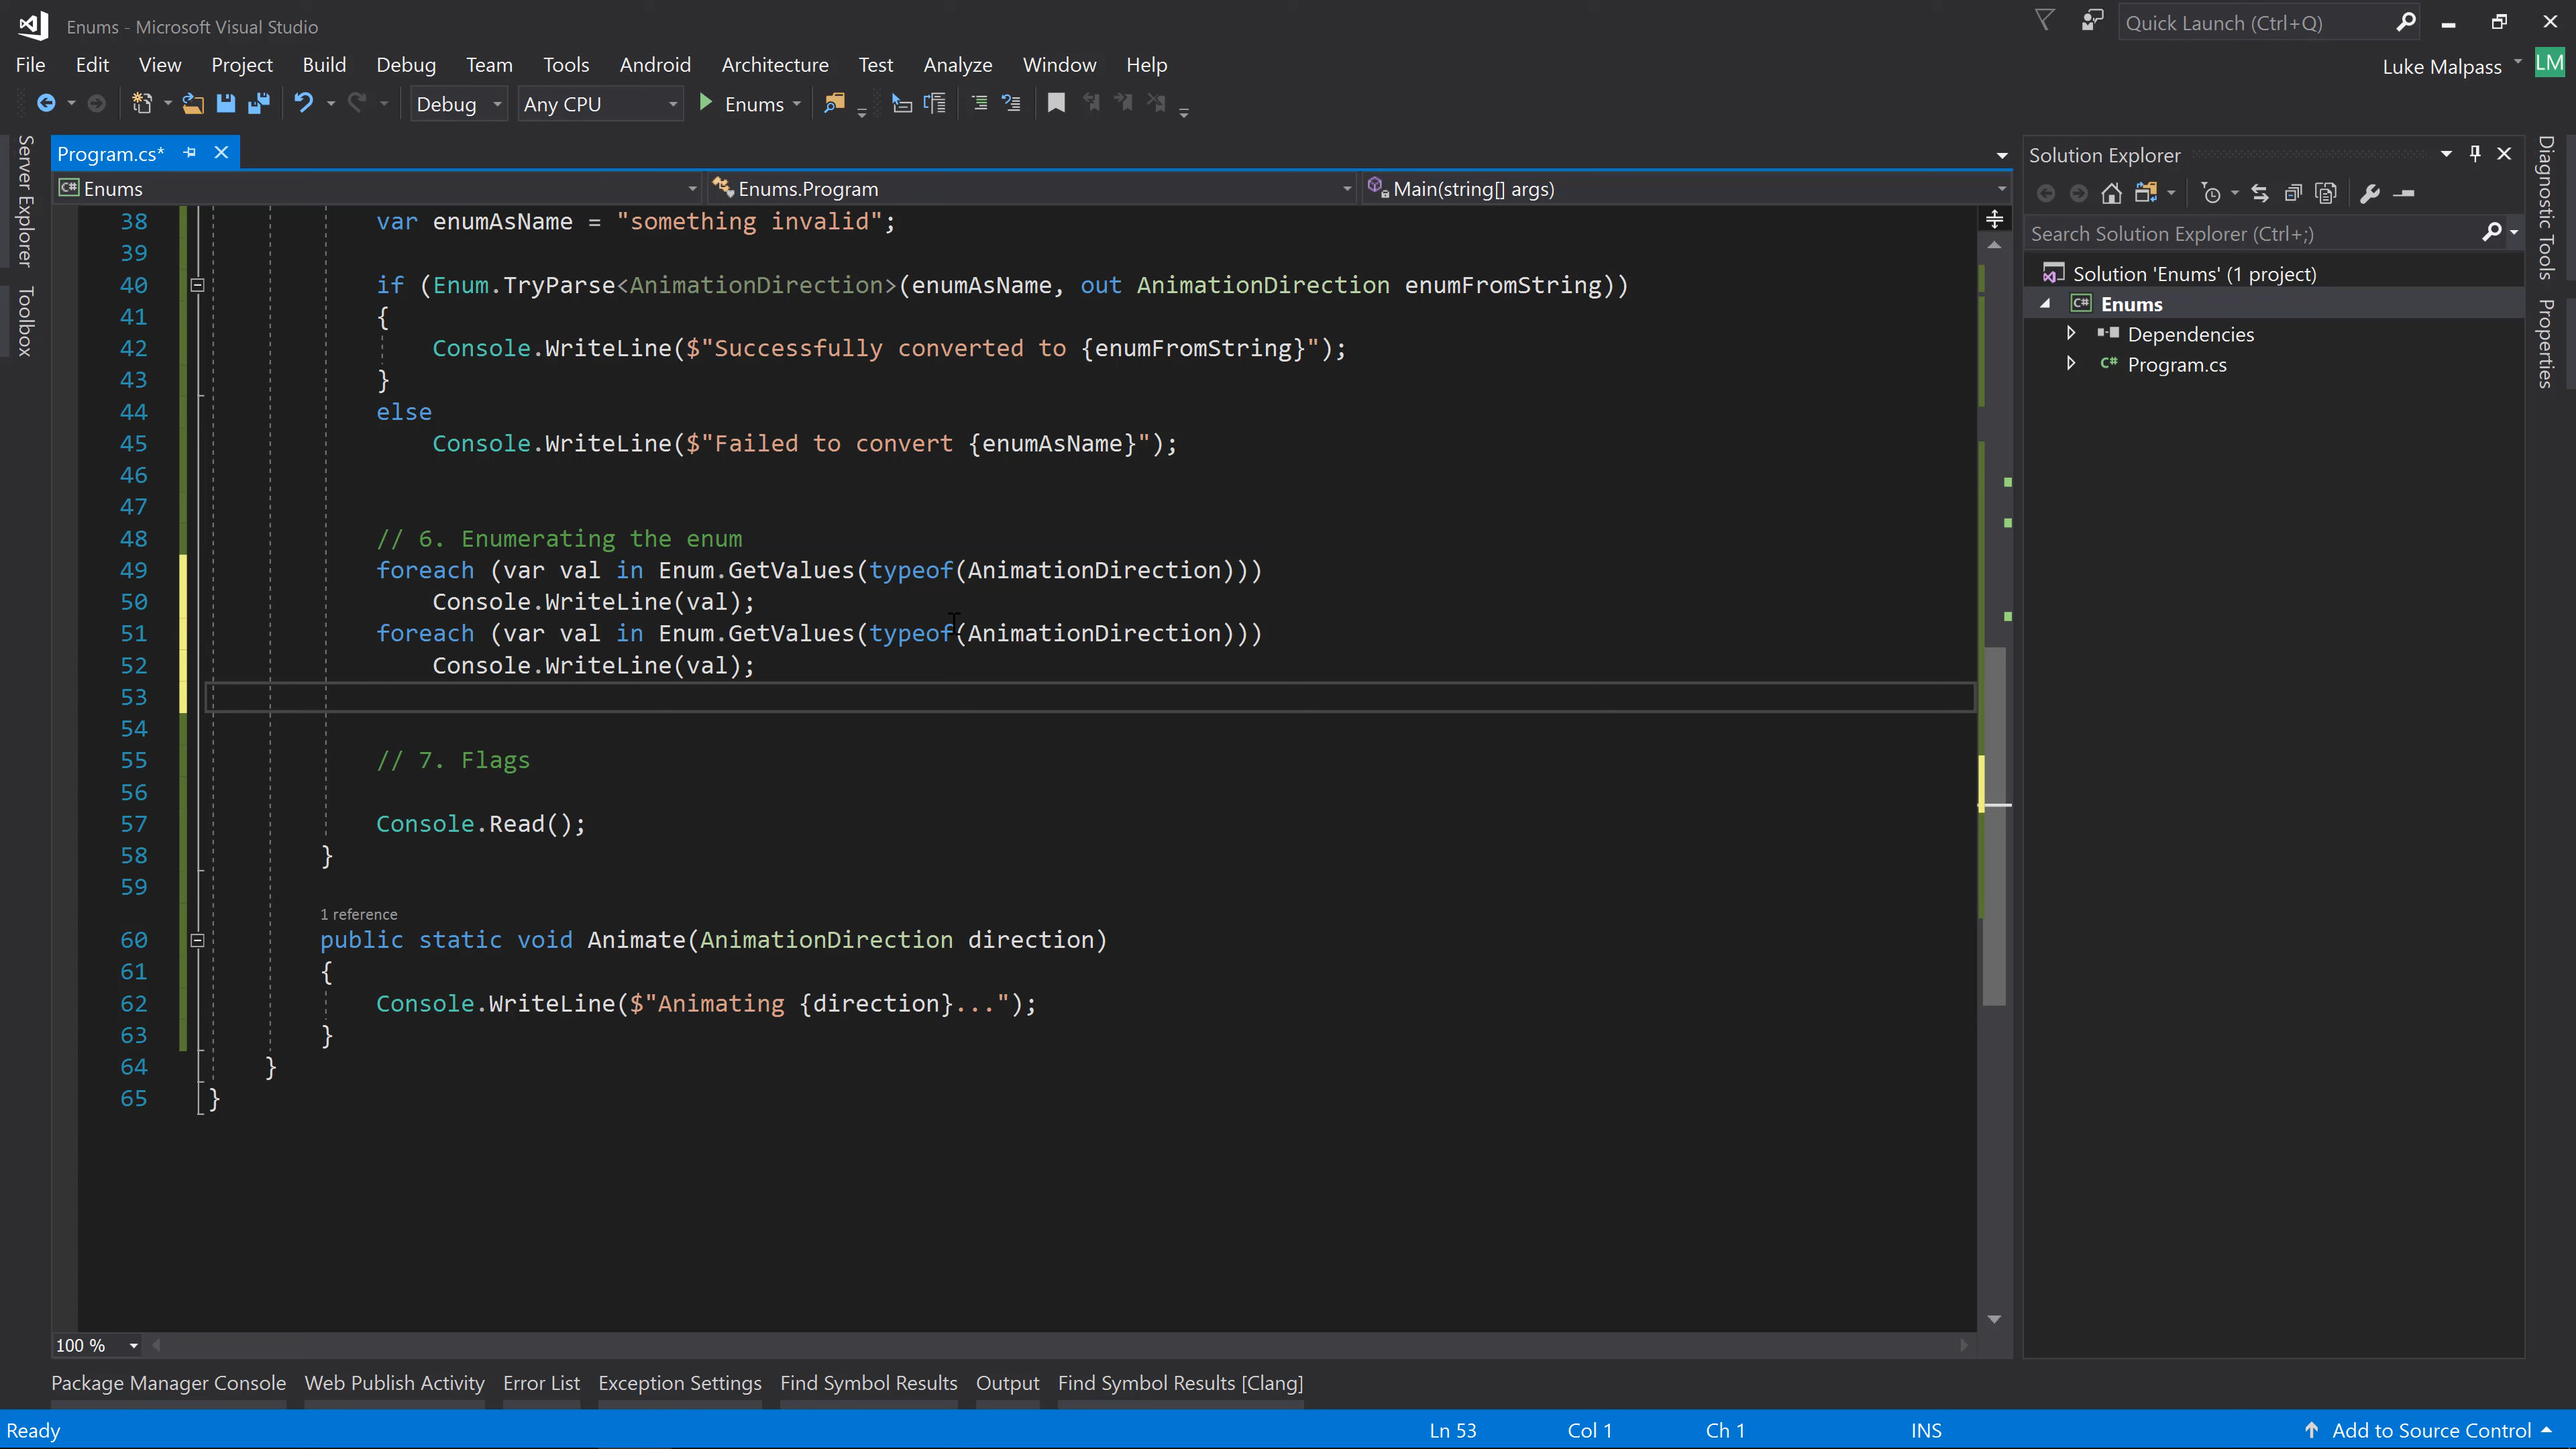 Enums - Microsoft Visual Studio
Quick Launch (Ctrl+Q)
File Edit View Project Build Debug Team Tools Android Architecture Test Analyze Window Help
Luke Malpass LM
Debug Any CPU Enums
Server Explorer
Toolbox
Program.cs*
C# Enums Enums.Program Main(string[] args)
38 var enumAsName = "something invalid";
39
40 if (Enum.TryParse<AnimationDirection>(enumAsName, out AnimationDirection enumFromString))
41 {
42 Console.WriteLine($"Successfully converted to {enumFromString}");
43 }
44 else
45 Console.WriteLine($"Failed to convert {enumAsName}");
46
47
48 // 6. Enumerating the enum
49 foreach (var val in Enum.GetValues(typeof(AnimationDirection)))
50 Console.WriteLine(val);
51 foreach (var val in Enum.GetValues(typeof(AnimationDirection)))
52 Console.WriteLine(val);
53
54
55 // 7. Flags
56
57 Console.Read();
58 }
59
1 reference
60 public static void Animate(AnimationDirection direction)
61 {
62 Console.WriteLine($"Animating {direction}...");
63 }
64 }
65 }
100 %
Solution Explorer
Search Solution Explorer (Ctrl+;)
Solution 'Enums' (1 project)
C# Enums
Dependencies
C# Program.cs
Diagnostic Tools
Properties
Package Manager Console Web Publish Activity Error List Exception Settings Find Symbol Results Output Find Symbol Results [Clang]
Ready Ln 53 Col 1 Ch 1 INS Add to Source Control